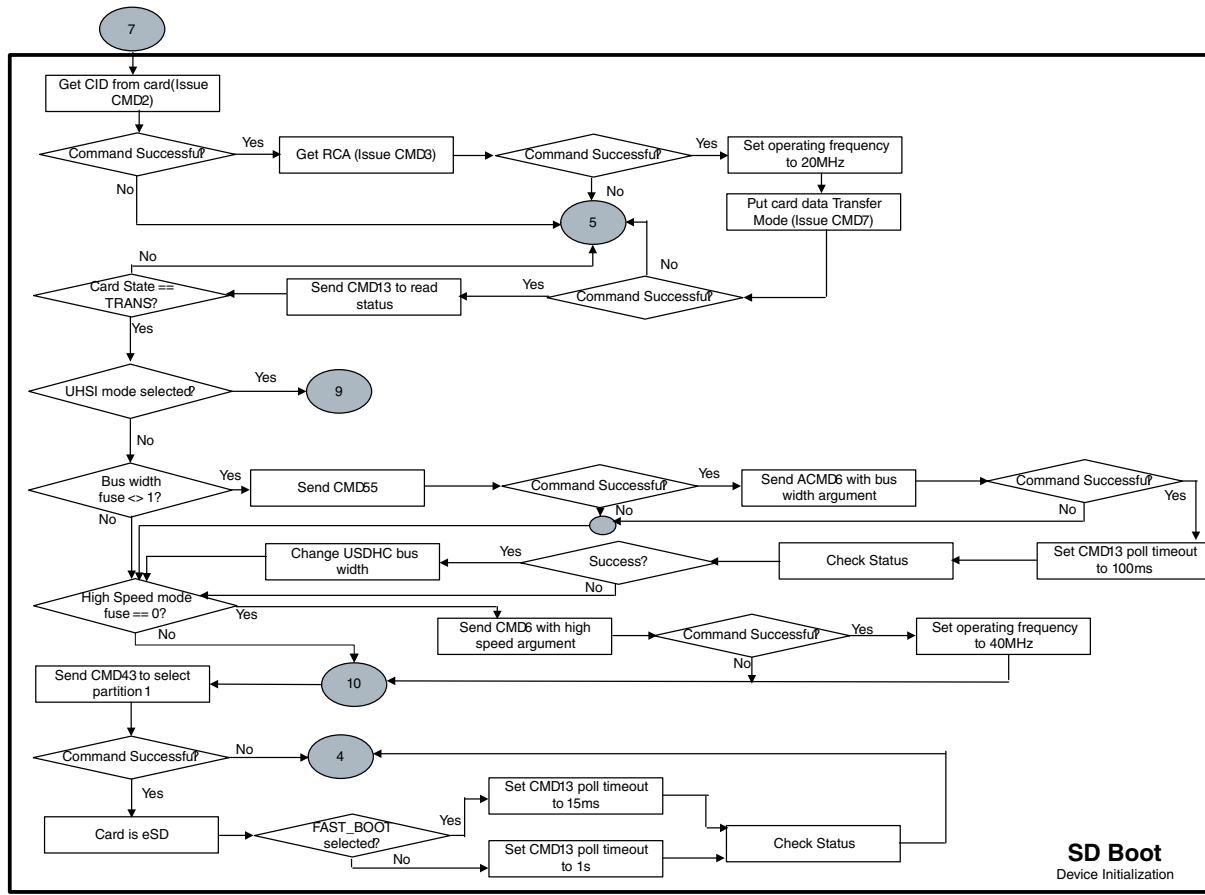 7
Get CID from card(Issue
CMD2)
Command Successful?
Yes
Get RCA (Issue CMD3)
Command Successful?
Yes
Set operating frequency
to 20MHz
No
No
Put card data Transfer
Mode (Issue CMD7)
5
No
No
Card State ==
TRANS?
Send CMD13 to read
status
Yes
Command Successful?
Yes
UHSI mode selected?
Yes
9
No
Bus width
fuse <> 1?
Yes
Send CMD55
Command Successful?
Yes
Send ACMD6 with bus
width argument
Command Successful?
Yes
No
No
No
Change USDHC bus
width
Yes
Success?
Check Status
Set CMD13 poll timeout
to 100ms
No
High Speed mode
fuse == 0?
Yes
Send CMD6 with high
speed argument
Command Successful?
Yes
Set operating frequency
to 40MHz
No
No
Send CMD43 to select
partition 1
10
Command Successful?
No
4
Yes
Card is eSD
FAST_BOOT
selected?
Yes
Set CMD13 poll timeout
to 15ms
Check Status
No
Set CMD13 poll timeout
to 1s
SD Boot
Device Initialization